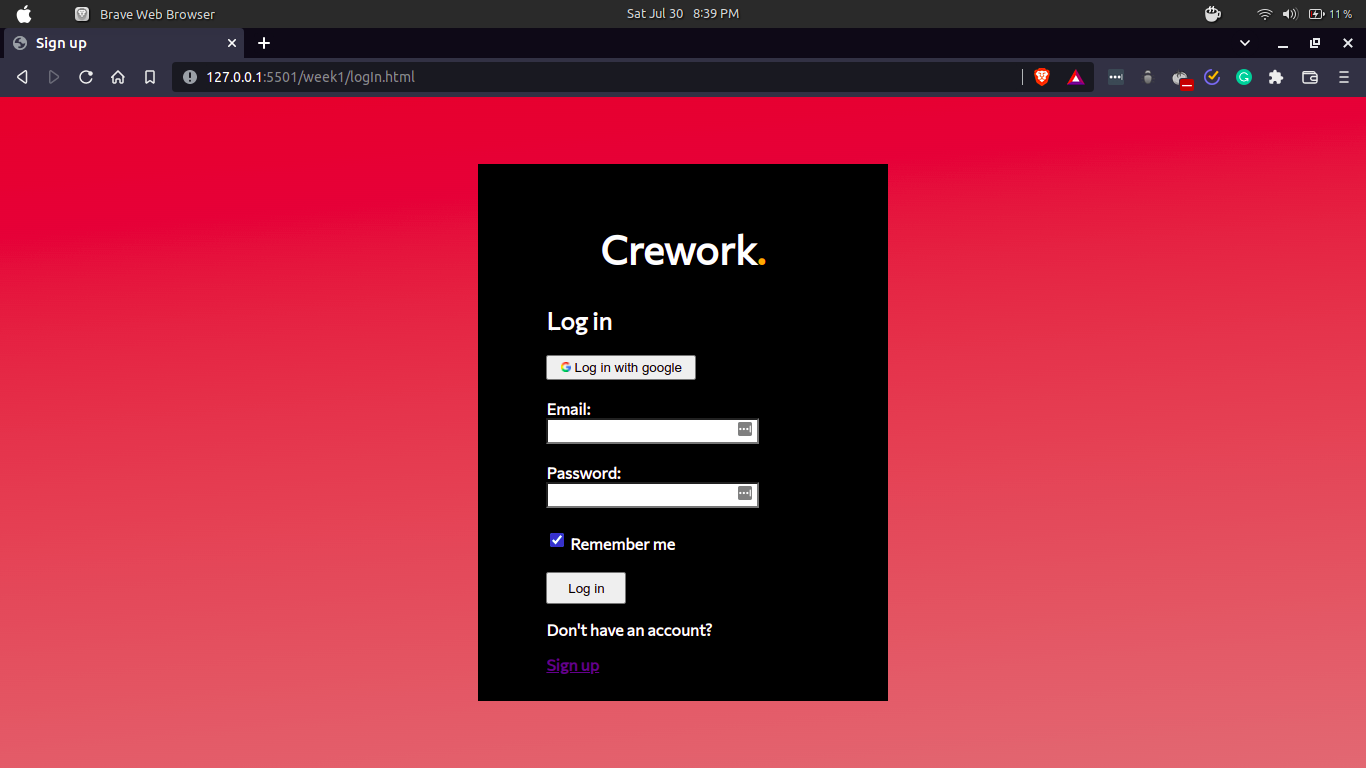 Brave Web Browser
Sat Jul 30 8:39 PM
11 %
Sign up
127.0.0.1:5501/week1/logIn.html
Crework.
Log in
Log in with google
Email:
Password:
Remember me
Log in
Don't have an account?
Sign up